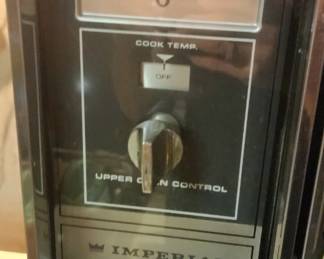 COOK TEMP.
OFF
UPPER OVEN CONTROL
IMPERIAL